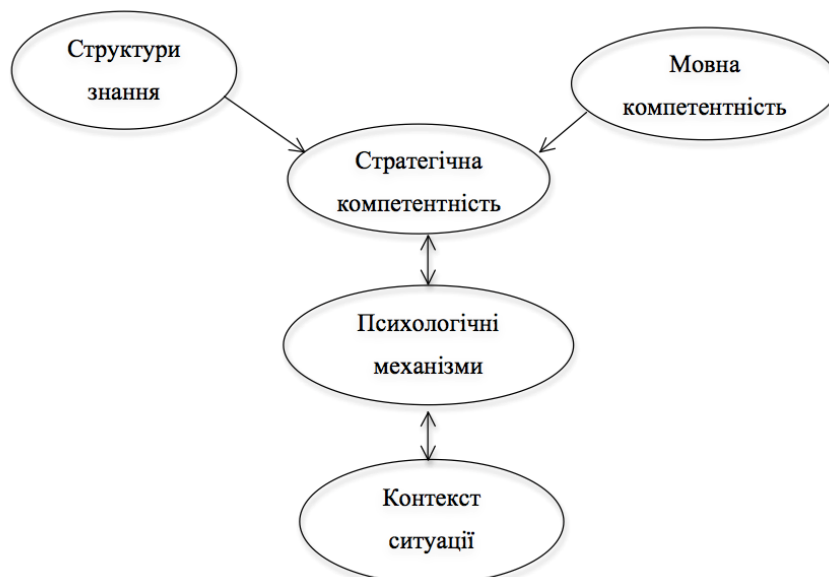 Структури
знання
Мовна
компетентність
Стратегічна
компетентність
Психологічні
механізми
Контекст
ситуації